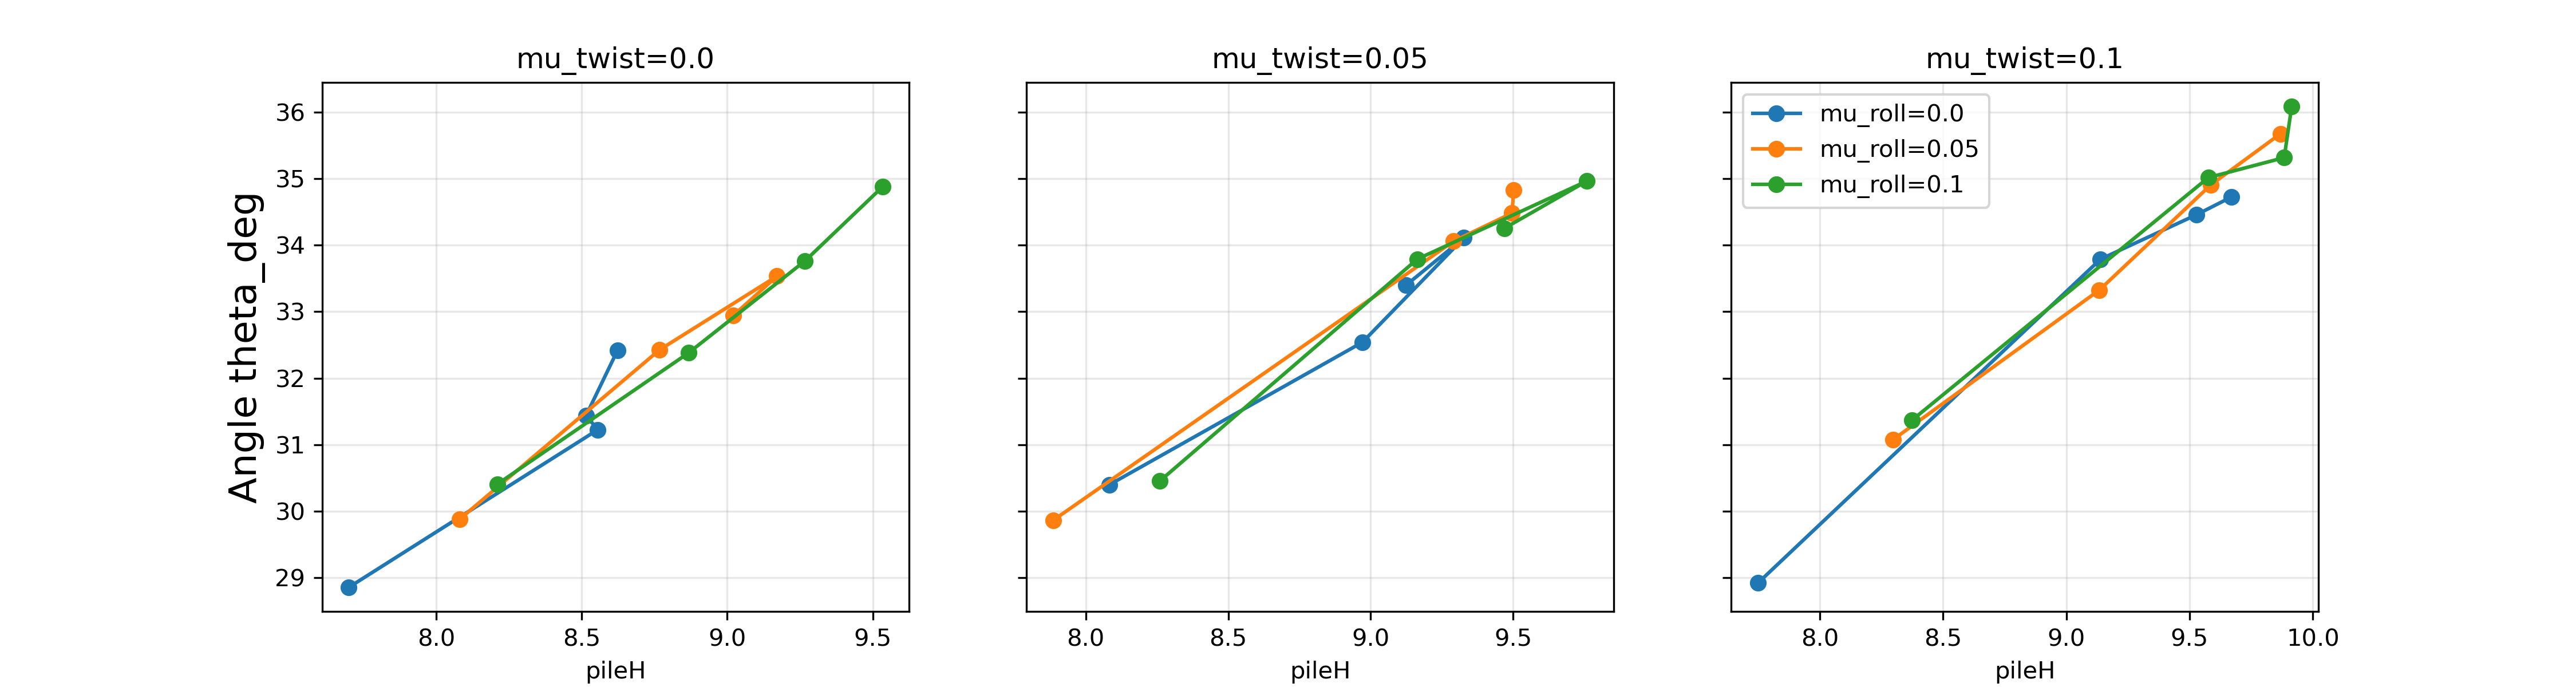 mu_twist=0.0
mu_twist=0.05
mu_twist=0.1
Angle theta_deg
36
35
34
33
32
31
30
29
8.0 8.5 9.0 9.5
pileH
8.0 8.5 9.0 9.5
pileH
mu_roll=0.0
mu_roll=0.05
mu_roll=0.1
8.0 8.5 9.0 9.5 10.0
pileH